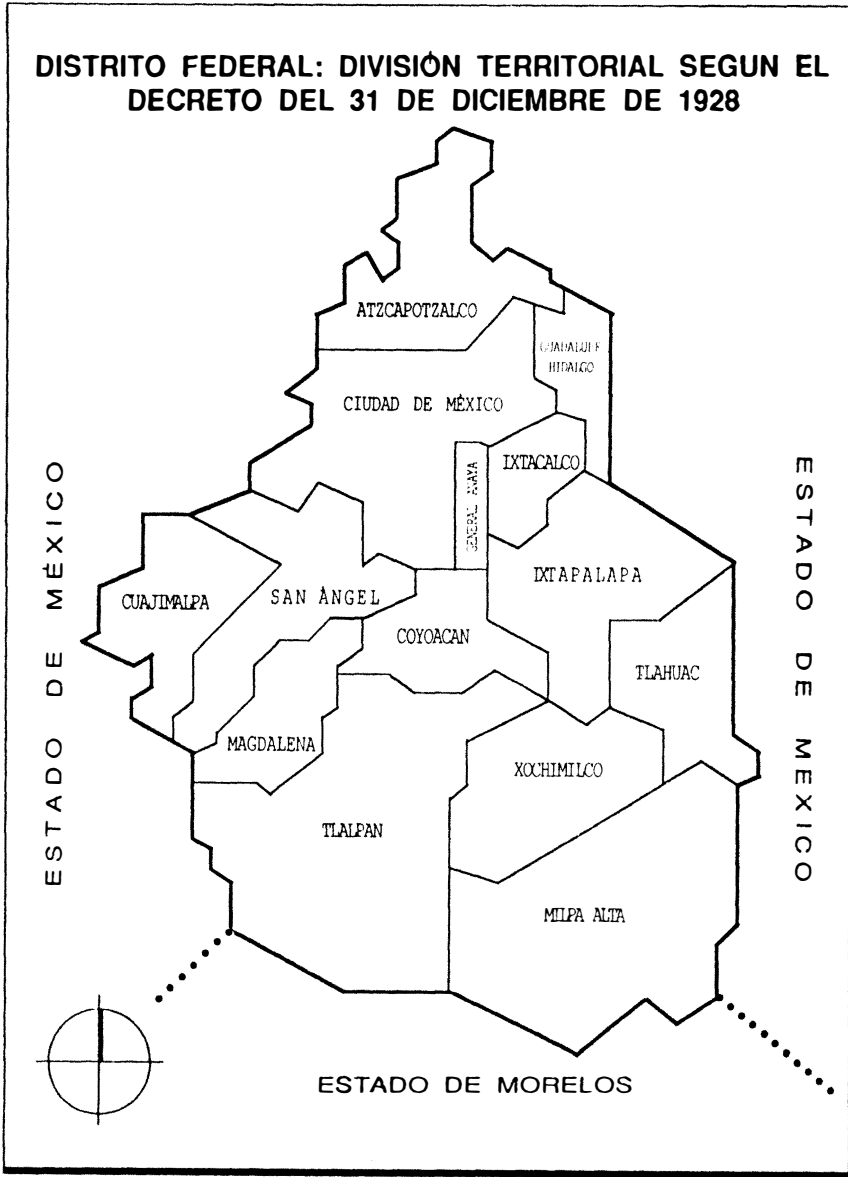 DISTRITO FEDERAL: DIVISIÓN TERRITORIAL SEGUN EL
DECRETO DEL 31 DE DICIEMBRE DE 1928
ATZCAPOTZALCO
GUADALUPE
HIDALGO
CIUDAD DE MÉXICO
IXTACALCO
GENERAL ANAYA
ESTADO DE MÉXICO
ESTADO DE MEXICO
IXTAPALAPA
CUAJIMALPA
SAN ÁNGEL
COYOACAN
TLAHUAC
MAGDALENA
XOCHIMILCO
TLALPAN
MILPA ALTA
ESTADO DE MORELOS